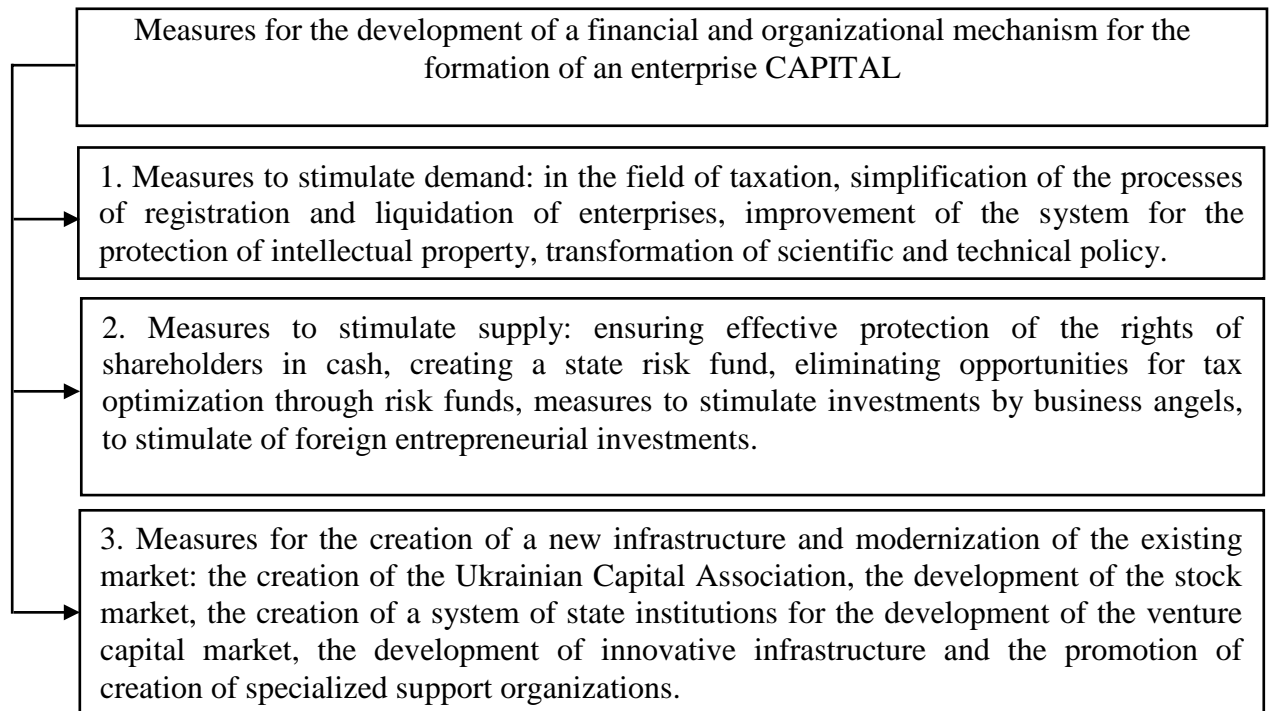 Measures for the development of a financial and organizational mechanism for the
formation of an enterprise CAPITAL
1. Measures to stimulate demand: in the field of taxation, simplification of the processes
of registration and liquidation of enterprises, improvement of the system for the
protection of intellectual property, transformation of scientific and technical policy.
2. Measures to stimulate supply: ensuring effective protection of the rights of
shareholders in cash, creating a state risk fund, eliminating opportunities for tax
optimization through risk funds, measures to stimulate investments by business angels,
to stimulate of foreign entrepreneurial investments.
3. Measures for the creation of a new infrastructure and modernization of the existing
market: the creation of the Ukrainian Capital Association, the development of the stock
market, the creation of a system of state institutions for the development of the venture
capital market, the development of innovative infrastructure and the promotion of
creation of specialized support organizations.